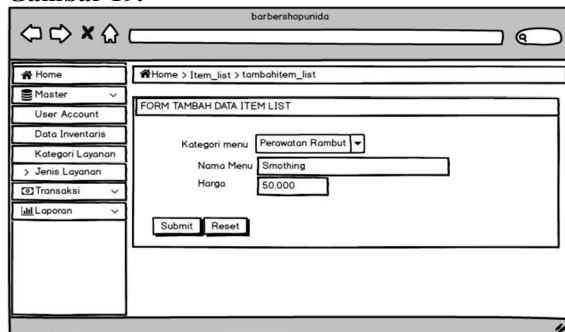 Gambar 19.
barbershopunida
Home
Home > Item_list > tambahitem_list
Master
User Account
Data Inventaris
Kategori Layanan
> Jenis Layanan
Transaksi
Laporan
FORM TAMBAH DATA ITEM LIST
Kategori menu Perawatan Rambut
Nama Menu Smothing
Harga 50.000
Submit Reset